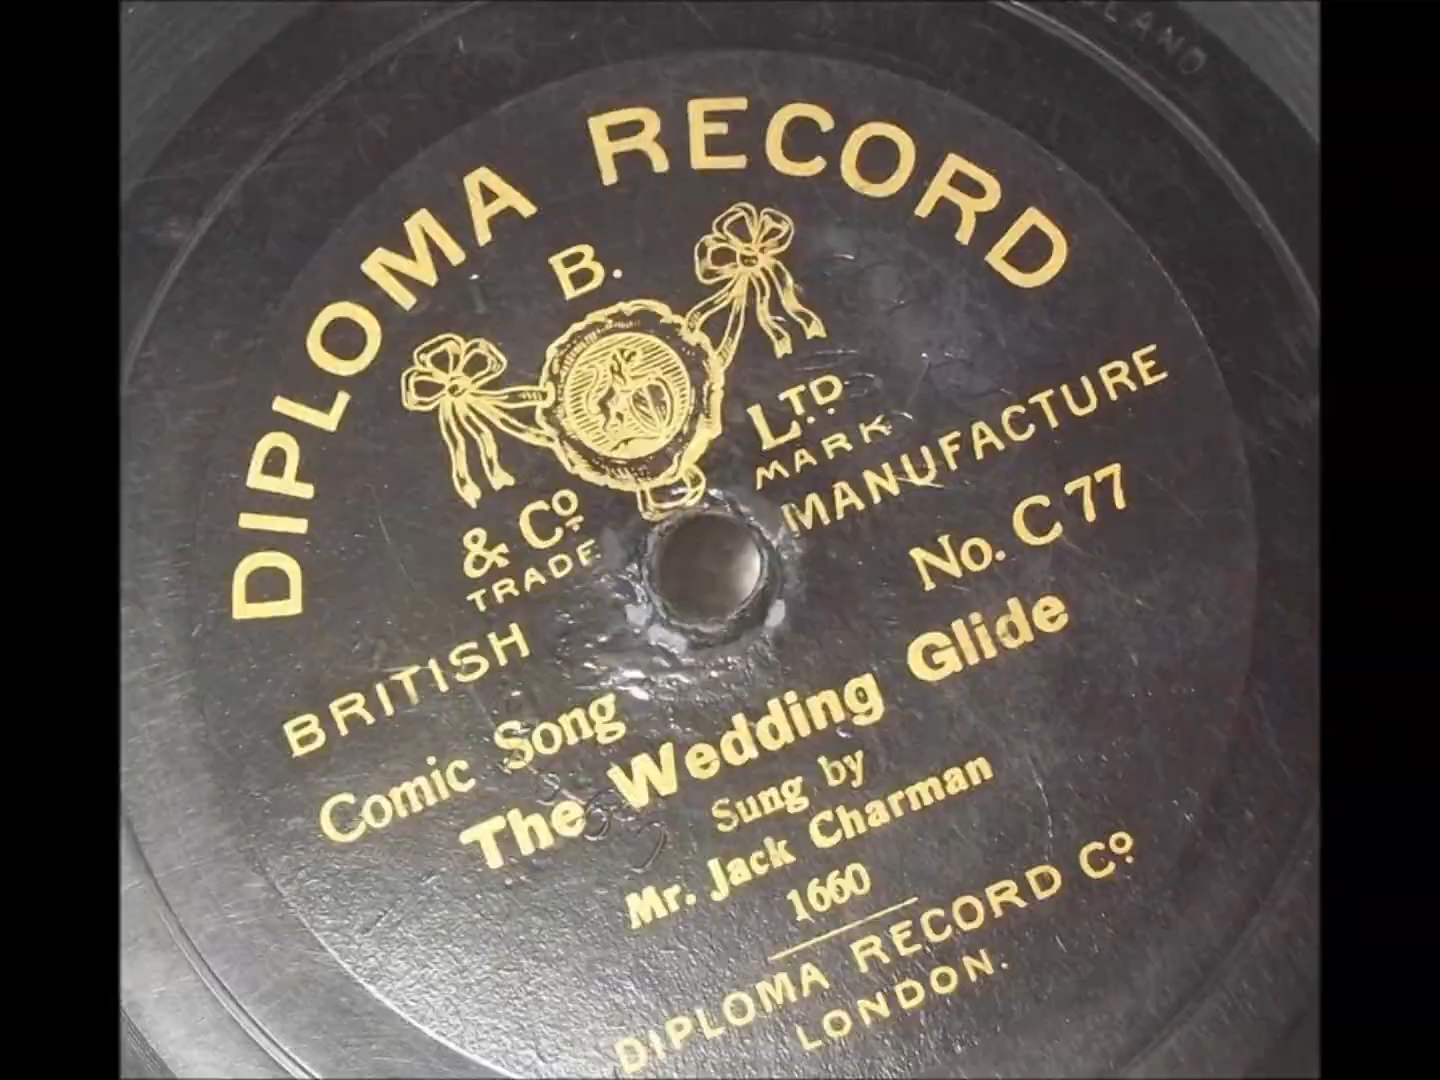 DIPLOMA RECORD
B.
& Co. LTD.
TRADE MARK
BRITISH MANUFACTURE
No. C 77
Comic Song
The Wedding Glide
Sung by
Mr. Jack Charman
1660
DIPLOMA RECORD Co.
LONDON.